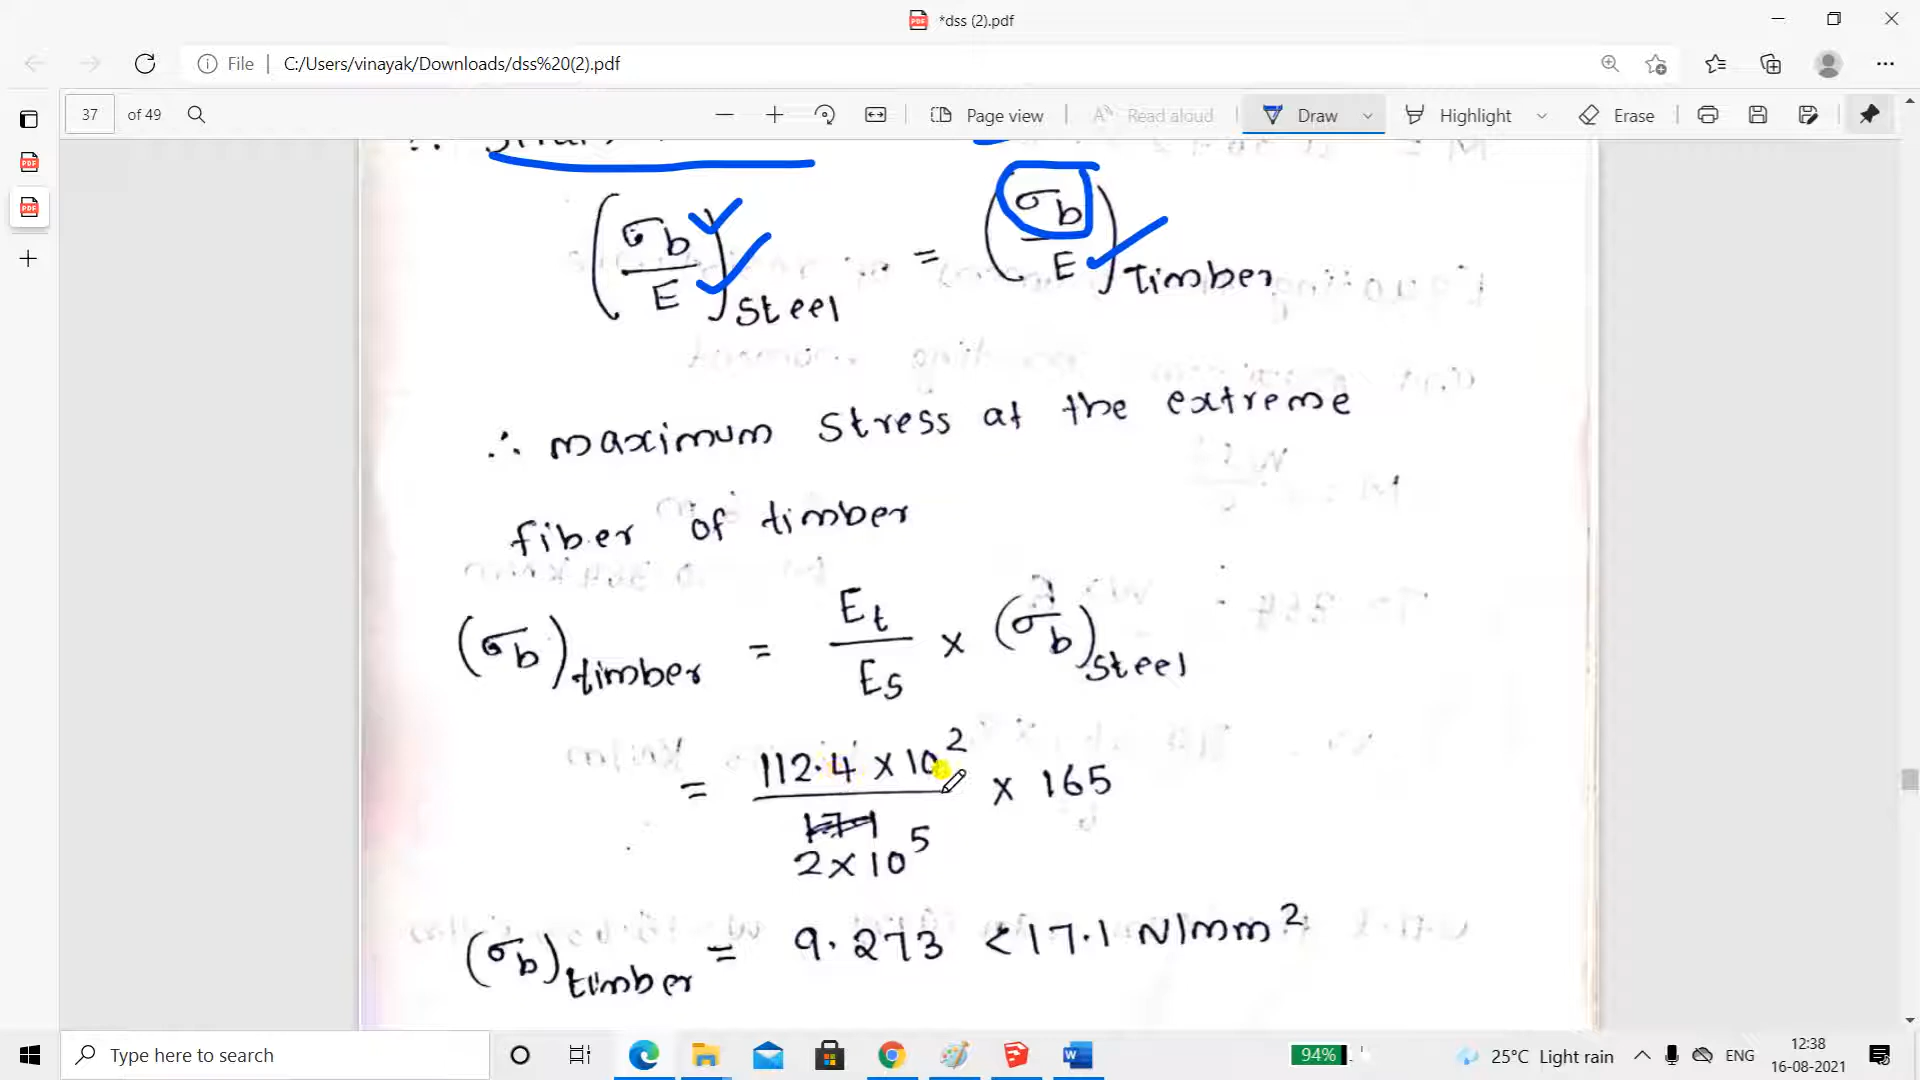 *dss (2).pdf
File C:/Users/vinayak/Downloads/dss%20(2).pdf
37 of 49 Page view Read aloud Draw Highlight Erase
(σb/E)Steel = (σb/E)Timber
∴ maximum stress at the extreme
fiber of timber
(σb)timber = Et/Es × (σb)Steel
= 112.4 × 10² / 2 × 10⁵ × 165
(σb)timber = 9.273 < 17.1 N/mm²
Type here to search
94%
25°C Light rain
ENG
12:38
16-08-2021